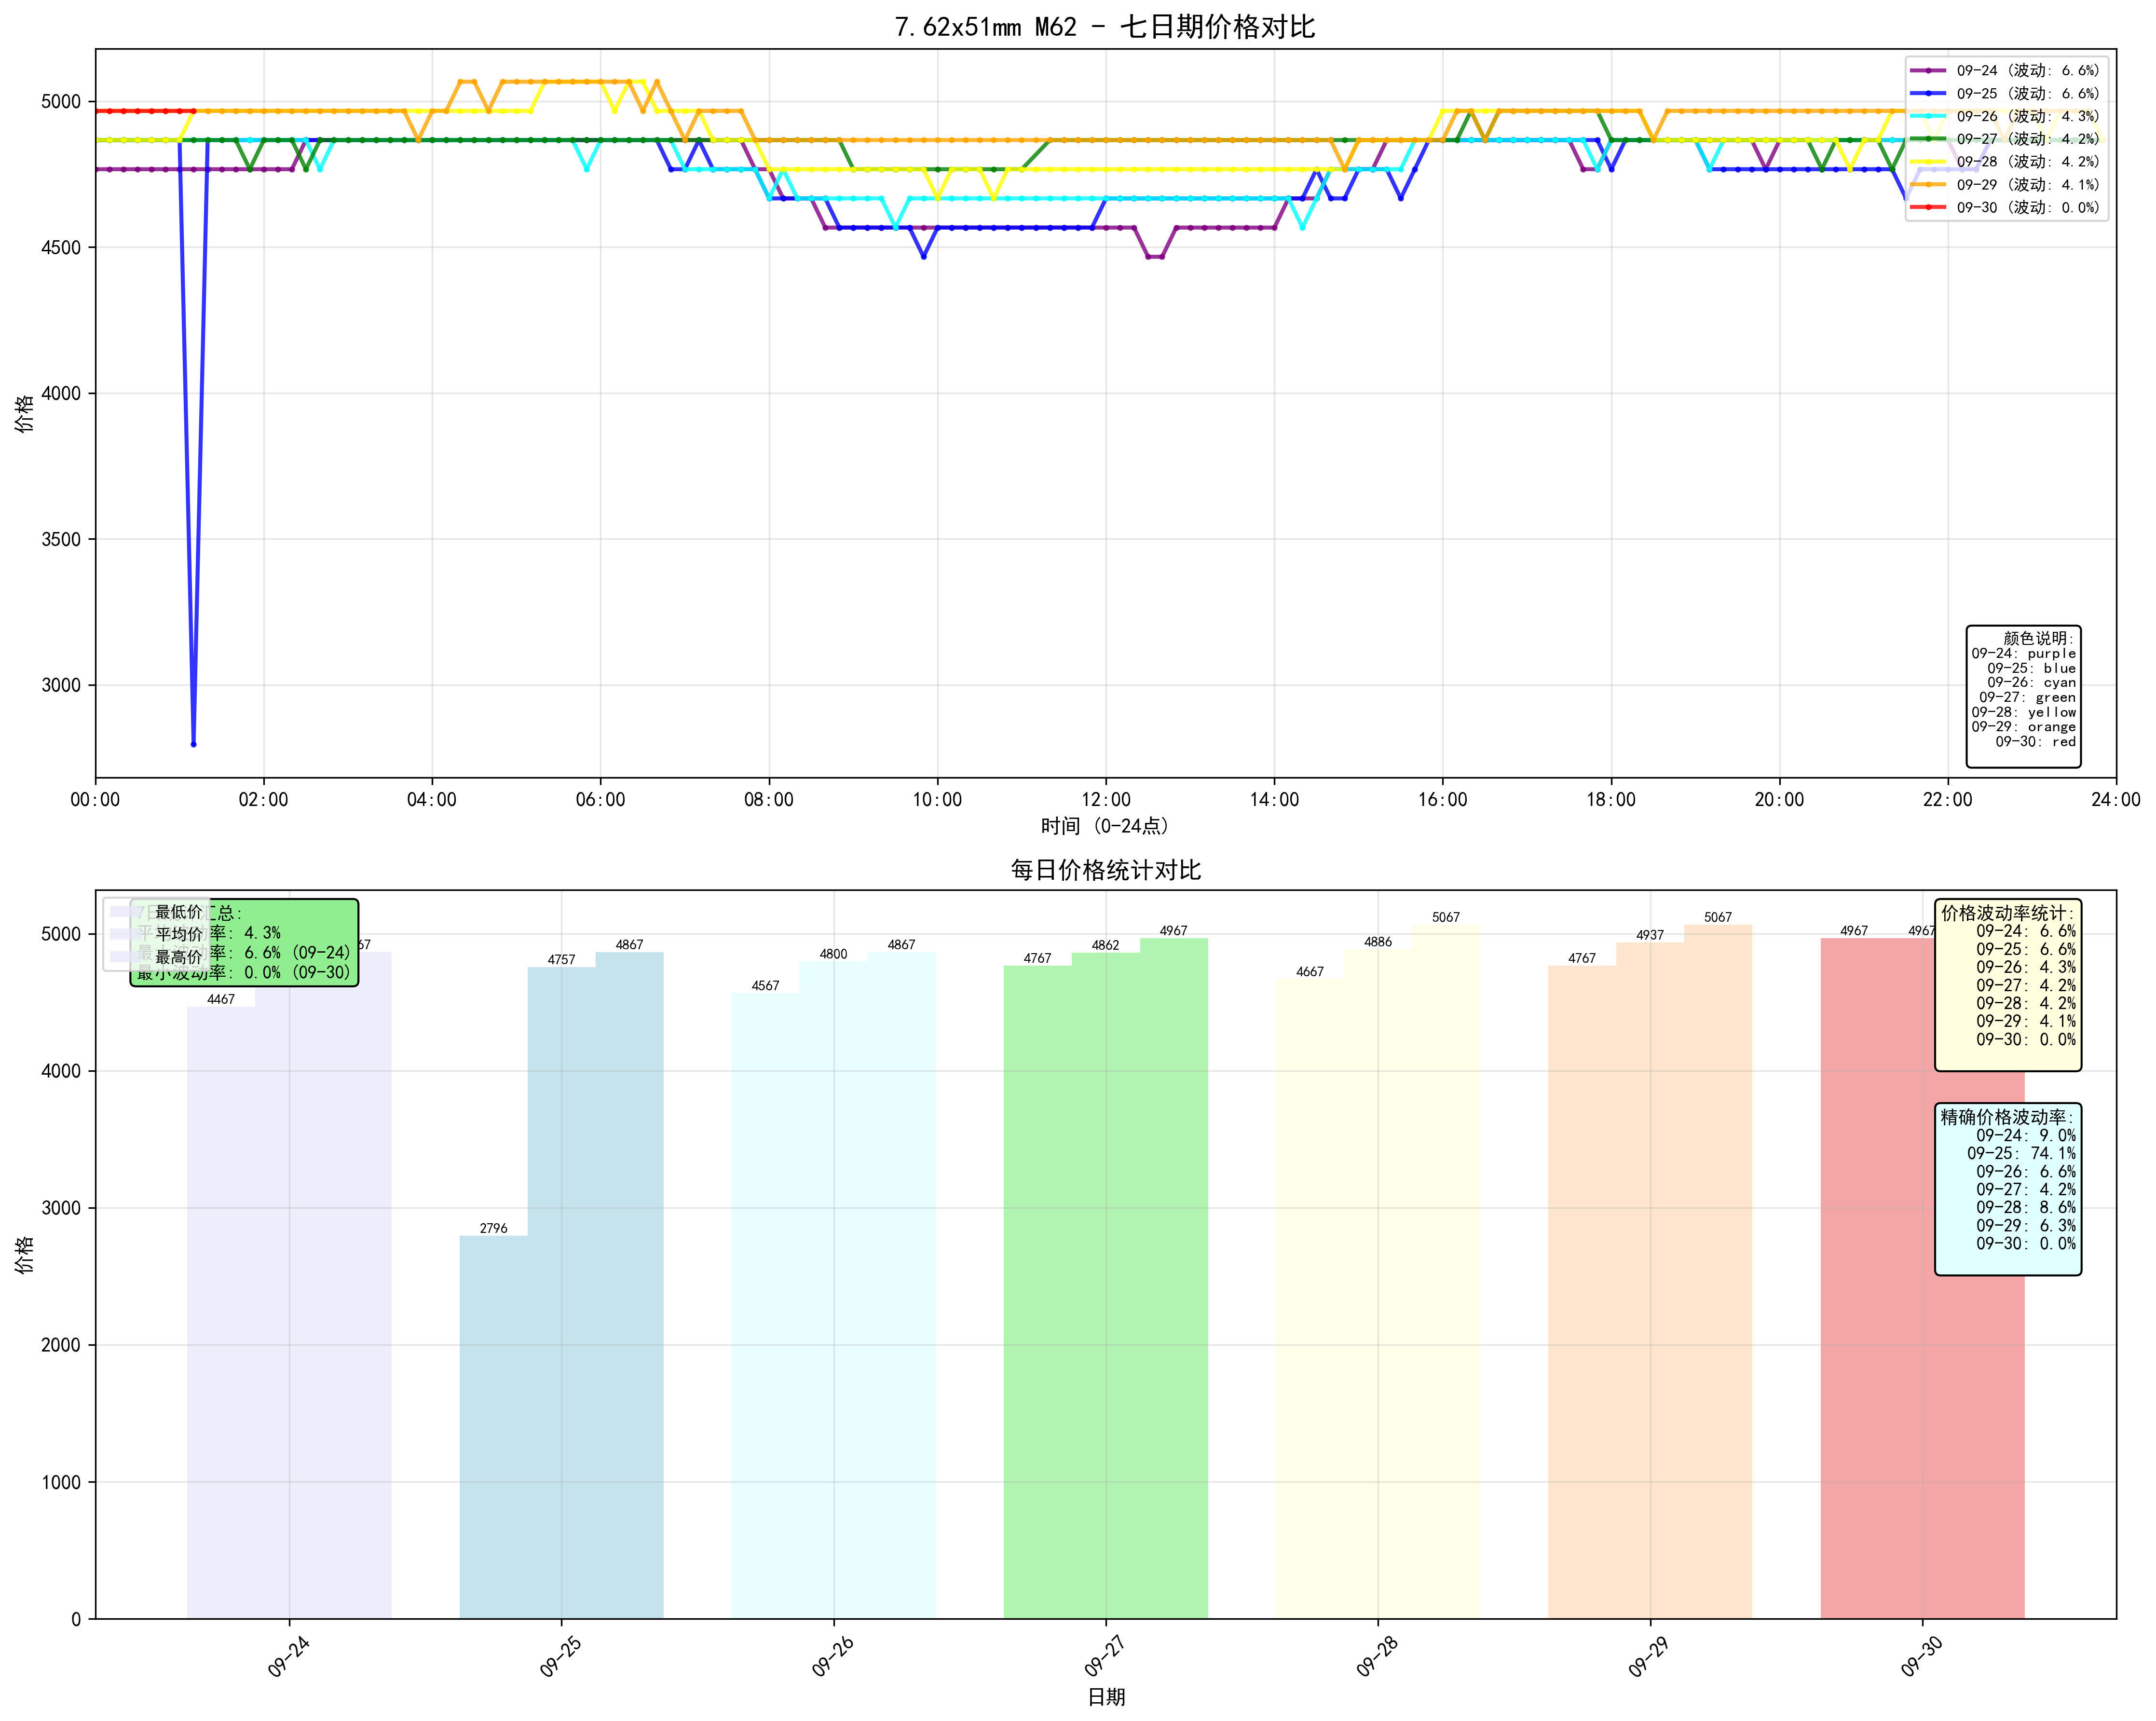 7.62x51mm M62 - 七日期价格对比
价格
5000
4500
4000
3500
3000
09-24 (波动: 6.6%)
09-25 (波动: 6.6%)
09-26 (波动: 4.3%)
09-27 (波动: 4.2%)
09-28 (波动: 4.2%)
09-29 (波动: 4.1%)
09-30 (波动: 0.0%)
颜色说明:
09-24: purple
09-25: blue
09-26: cyan
09-27: green
09-28: yellow
09-29: orange
09-30: red
00:00 02:00 04:00 06:00 08:00 10:00 12:00 14:00 16:00 18:00 20:00 22:00 24:00
时间 (0-24点)
每日价格统计对比
价格
5000
4000
3000
2000
1000
0
最低价
平均价
最高价
汇总:
率: 4.3%
率: 6.6% (09-24)
最小波动率: 0.0% (09-30)
4467
2796 4757 4867
4567 4800 4867
4767 4862 4967
4667 4886 5067
4767 4937 5067
4967 4967
价格波动率统计:
09-24: 6.6%
09-25: 6.6%
09-26: 4.3%
09-27: 4.2%
09-28: 4.2%
09-29: 4.1%
09-30: 0.0%
精确价格波动率:
09-24: 9.0%
09-25: 74.1%
09-26: 6.6%
09-27: 4.2%
09-28: 8.6%
09-29: 6.3%
09-30: 0.0%
09-24 09-25 09-26 09-27 09-28 09-29 09-30
日期